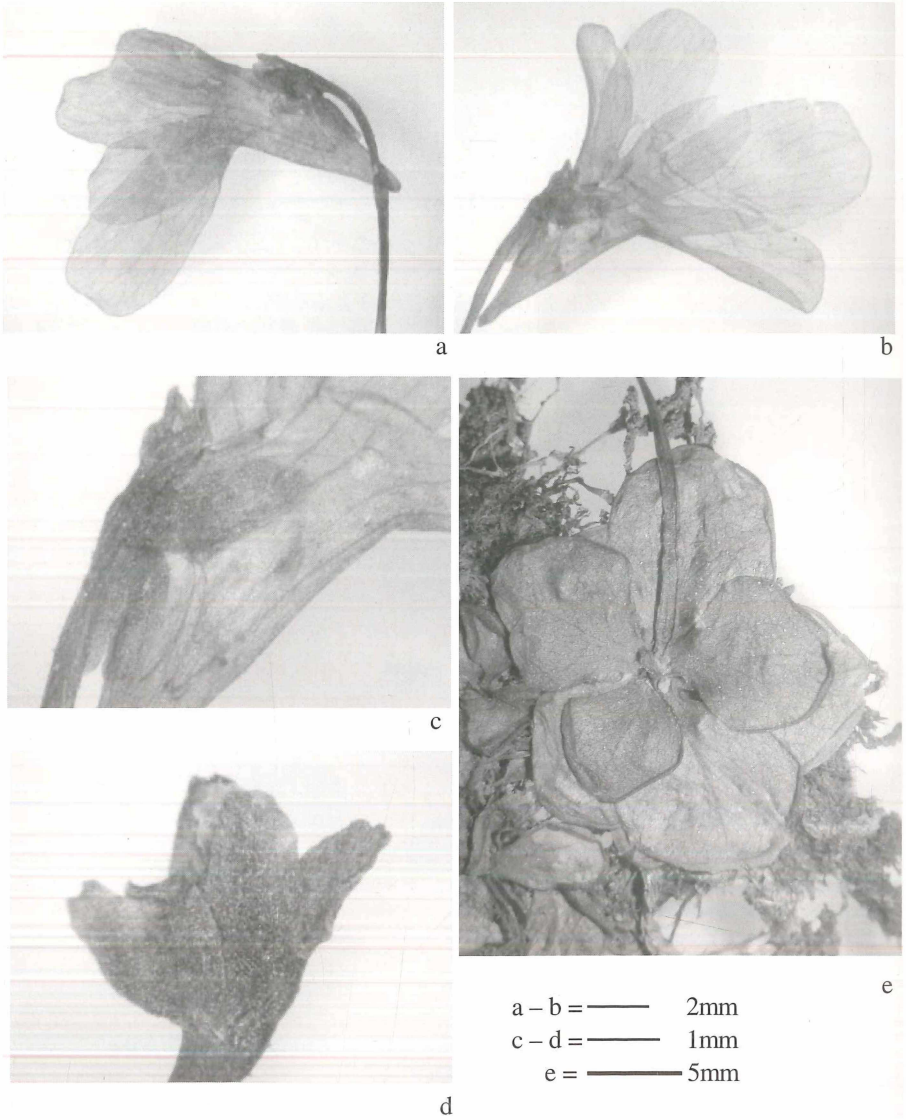 a
b
c
d
e
a – b = 2mm
c – d = 1mm
e = 5mm